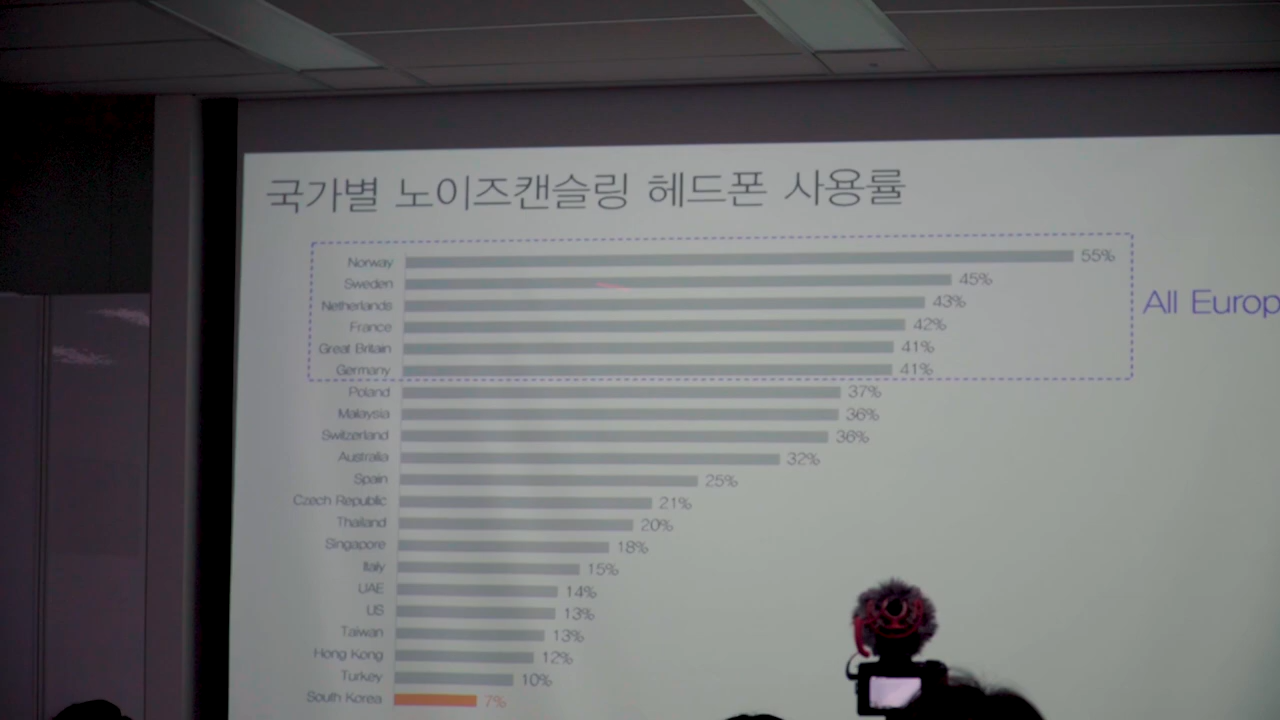 국가별 노이즈캔슬링 헤드폰 사용률
Norway 55%
Sweden 45%
Netherlands 43%
France 42%
Great Britain 41%
Germany 41%
All Europ
Poland 37%
Malaysia 36%
Switzerland 36%
Australia 32%
Spain 25%
Czech Republic 21%
Thailand 20%
Singapore 18%
Italy 15%
UAE 14%
US 13%
Taiwan 13%
Hong Kong 12%
Turkey 10%
South Korea 7%